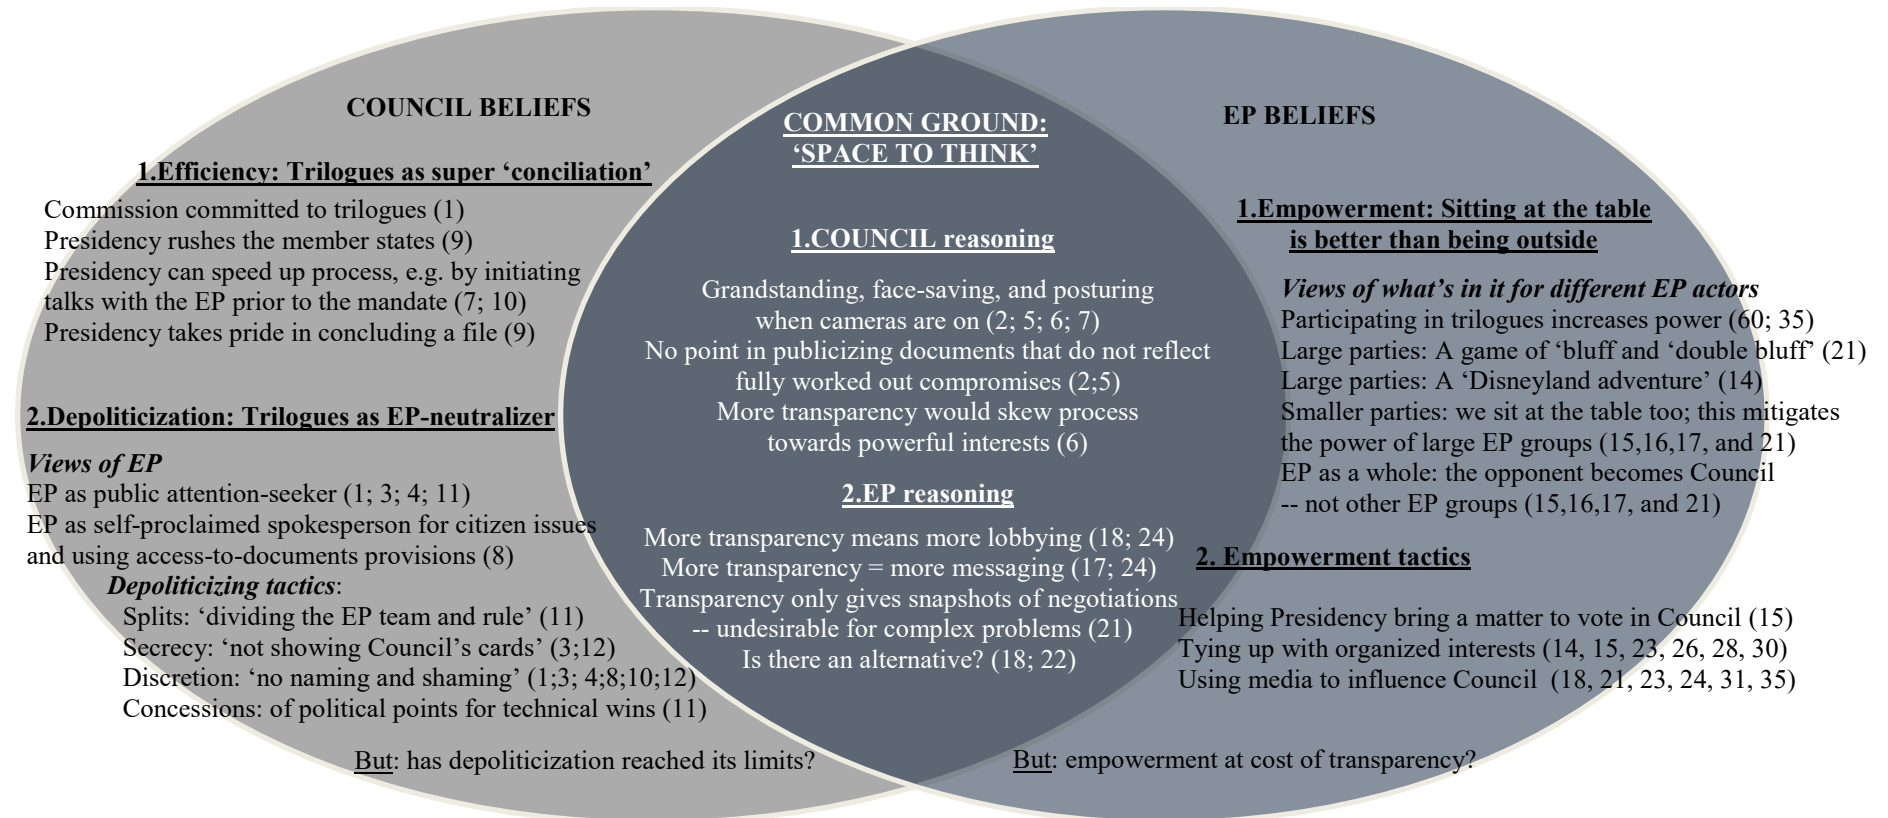 COUNCIL BELIEFS
1.Efficiency: Trilogues as super ‘conciliation’
Commission committed to trilogues (1)
Presidency rushes the member states (9)
Presidency can speed up process, e.g. by initiating
talks with the EP prior to the mandate (7; 10)
Presidency takes pride in concluding a file (9)
2.Depoliticization: Trilogues as EP-neutralizer
Views of EP
EP as public attention-seeker (1; 3; 4; 11)
EP as self-proclaimed spokesperson for citizen issues
and using access-to-documents provisions (8)
Depoliticizing tactics:
Splits: ‘dividing the EP team and rule’ (11)
Secrecy: ‘not showing Council’s cards’ (3;12)
Discretion: ‘no naming and shaming’ (1;3; 4;8;10;12)
Concessions: of political points for technical wins (11)
But: has depoliticization reached its limits?
COMMON GROUND:
‘SPACE TO THINK’
1.COUNCIL reasoning
Grandstanding, face-saving, and posturing
when cameras are on (2; 5; 6; 7)
No point in publicizing documents that do not reflect
fully worked out compromises (2;5)
More transparency would skew process
towards powerful interests (6)
2.EP reasoning
More transparency means more lobbying (18; 24)
More transparency = more messaging (17; 24)
Transparency only gives snapshots of negotiations
-- undesirable for complex problems (21)
Is there an alternative? (18; 22)
EP BELIEFS
1.Empowerment: Sitting at the table
is better than being outside
Views of what’s in it for different EP actors
Participating in trilogues increases power (60; 35)
Large parties: A game of ‘bluff and ‘double bluff’ (21)
Large parties: A ‘Disneyland adventure’ (14)
Smaller parties: we sit at the table too; this mitigates
the power of large EP groups (15,16,17, and 21)
EP as a whole: the opponent becomes Council
-- not other EP groups (15,16,17, and 21)
2. Empowerment tactics
Helping Presidency bring a matter to vote in Council (15)
Tying up with organized interests (14, 15, 23, 26, 28, 30)
Using media to influence Council (18, 21, 23, 24, 31, 35)
But: empowerment at cost of transparency?